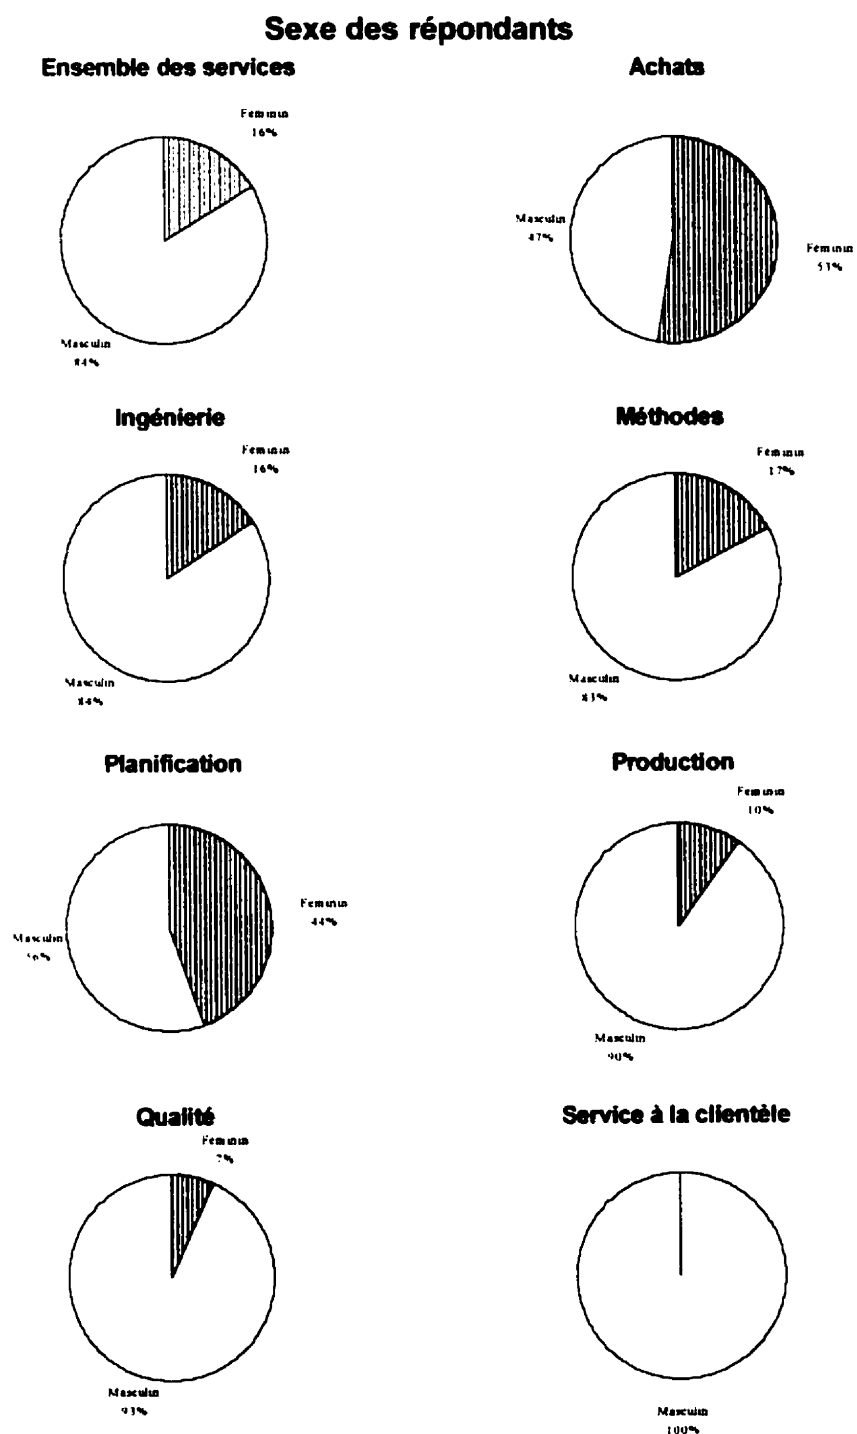 Sexe des répondants
Ensemble des services
Féminin
16%
Masculin
84%
Achats
Masculin
47%
Féminin
53%
Ingénierie
Féminin
16%
Masculin
84%
Méthodes
Féminin
17%
Masculin
83%
Planification
Féminin
44%
Masculin
56%
Production
Féminin
10%
Masculin
90%
Qualité
Féminin
7%
Masculin
93%
Service à la clientèle
Masculin
100%